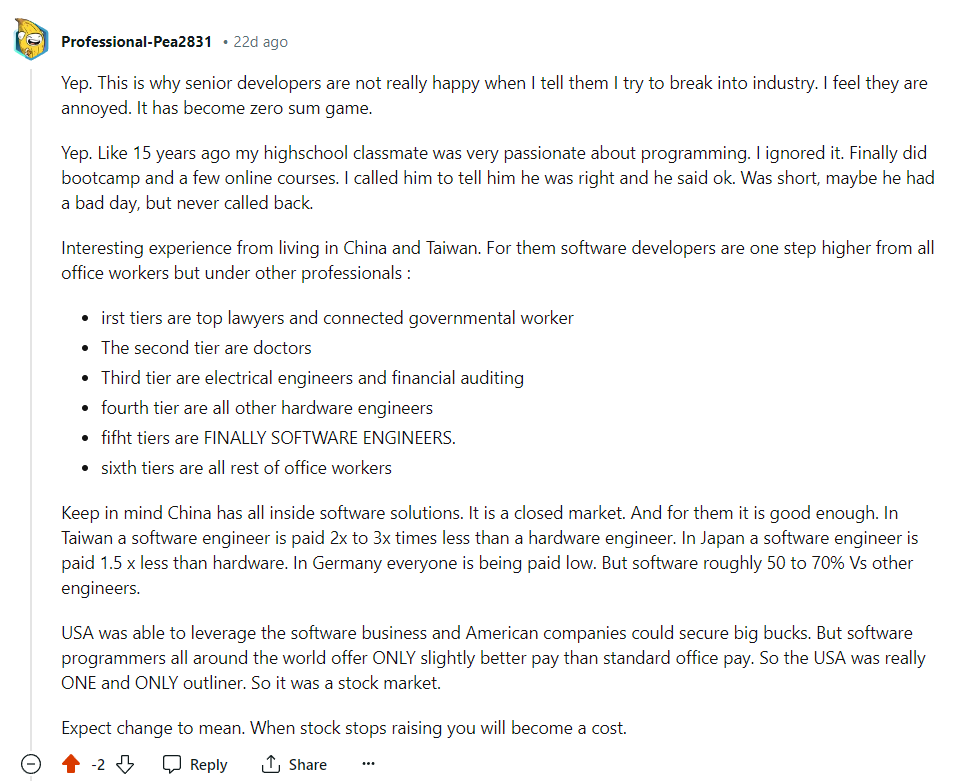 Professional-Pea2831 • 22d ago
Yep. This is why senior developers are not really happy when I tell them I try to break into industry. I feel they are
annoyed. It has become zero sum game.
Yep. Like 15 years ago my highschool classmate was very passionate about programming. I ignored it. Finally did
bootcamp and a few online courses. I called him to tell him he was right and he said ok. Was short, maybe he had
a bad day, but never called back.
Interesting experience from living in China and Taiwan. For them software developers are one step higher from all
office workers but under other professionals :
• irst tiers are top lawyers and connected governmental worker
• The second tier are doctors
• Third tier are electrical engineers and financial auditing
• fourth tier are all other hardware engineers
• fifht tiers are FINALLY SOFTWARE ENGINEERS.
• sixth tiers are all rest of office workers
Keep in mind China has all inside software solutions. It is a closed market. And for them it is good enough. In
Taiwan a software engineer is paid 2x to 3x times less than a hardware engineer. In Japan a software engineer is
paid 1.5 x less than hardware. In Germany everyone is being paid low. But software roughly 50 to 70% Vs other
engineers.
USA was able to leverage the software business and American companies could secure big bucks. But software
programmers all around the world offer ONLY slightly better pay than standard office pay. So the USA was really
ONE and ONLY outliner. So it was a stock market.
Expect change to mean. When stock stops raising you will become a cost.
-2 Reply Share ...